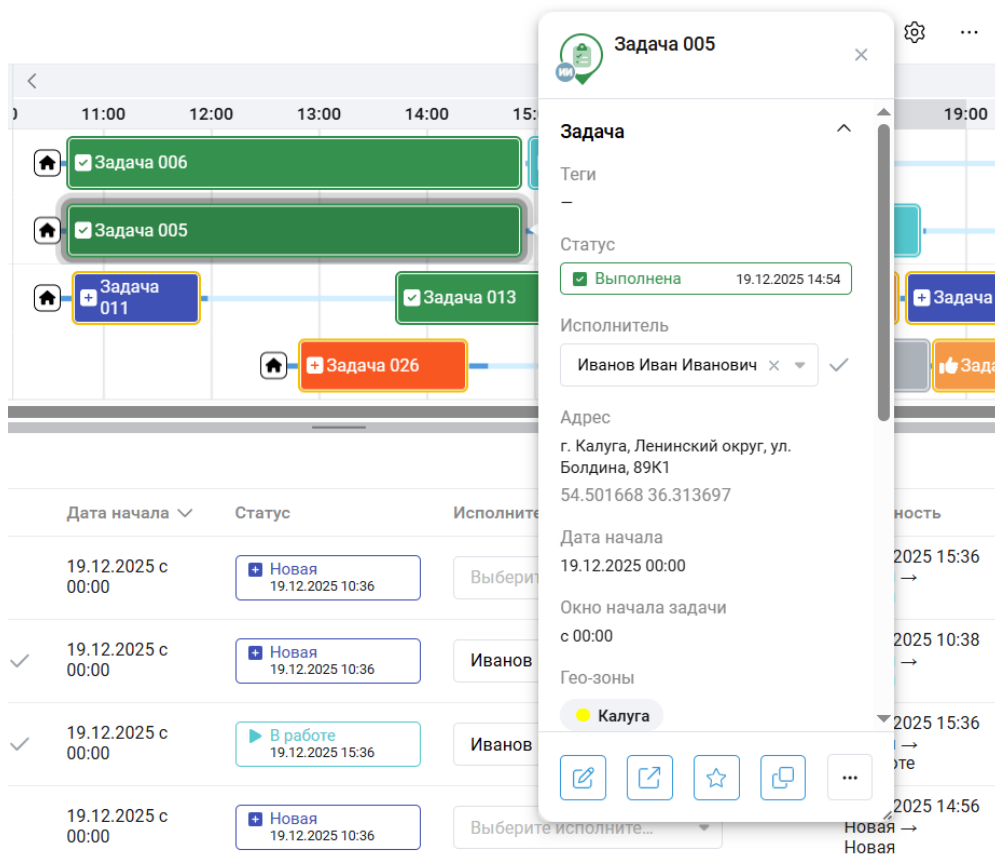 Задача 005
ИИ
11:00 12:00 13:00 14:00 15: 19:00
Задача 006
Задача 005
Задача
011
Задача 013
Задача
Задача 026
Задача
Теги
–
Статус
Выполнена 19.12.2025 14:54
Исполнитель
Иванов Иван Иванович
Адрес
г. Калуга, Ленинский округ, ул.
Болдина, 89К1
54.501668 36.313697
Дата начала
19.12.2025 00:00
Окно начала задачи
с 00:00
Гео-зоны
Калуга
Дата начала Статус Исполните ность
19.12.2025 с
00:00
Новая
19.12.2025 10:36
Выберит
2025 15:36
→
19.12.2025 с
00:00
Новая
19.12.2025 10:36
Иванов
2025 10:38
→
19.12.2025 с
00:00
В работе
19.12.2025 15:36
Иванов
2025 15:36
→
оте
19.12.2025 с
00:00
Новая
19.12.2025 10:36
Выберите исполните...
2025 14:56
Новая →
Новая